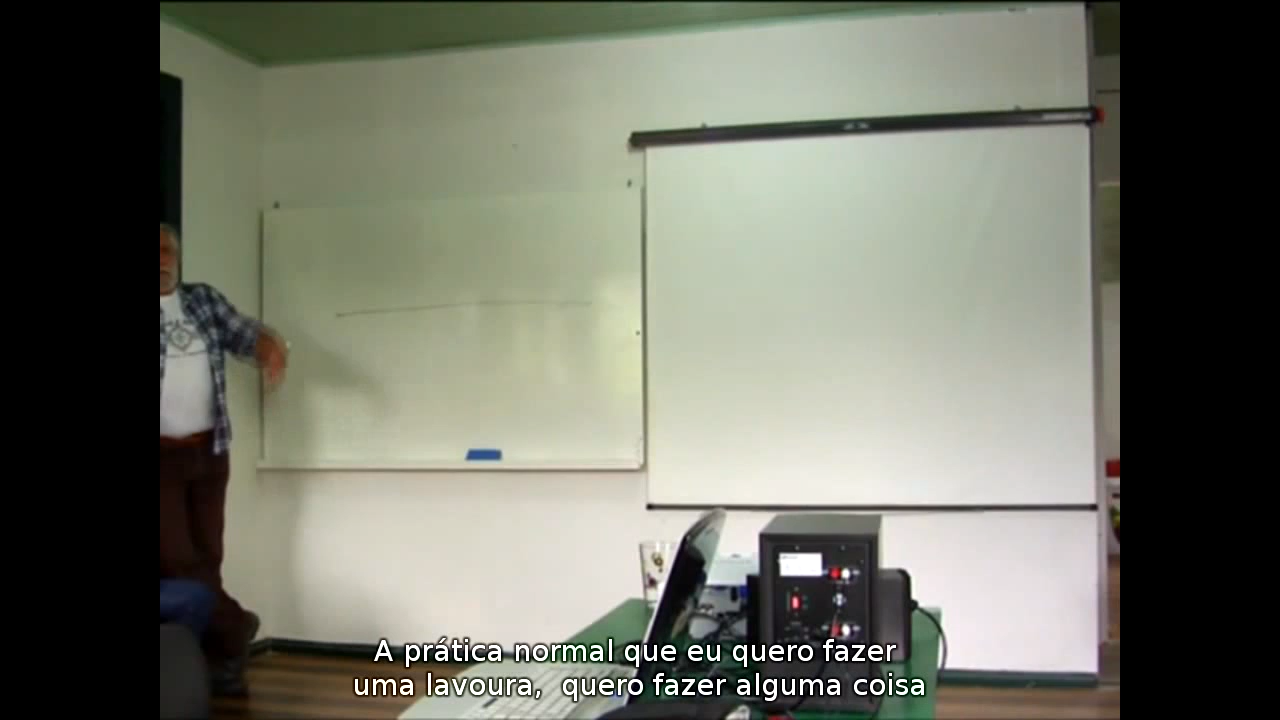 A prática normal que eu quero fazer
uma lavoura,  quero fazer alguma coisa